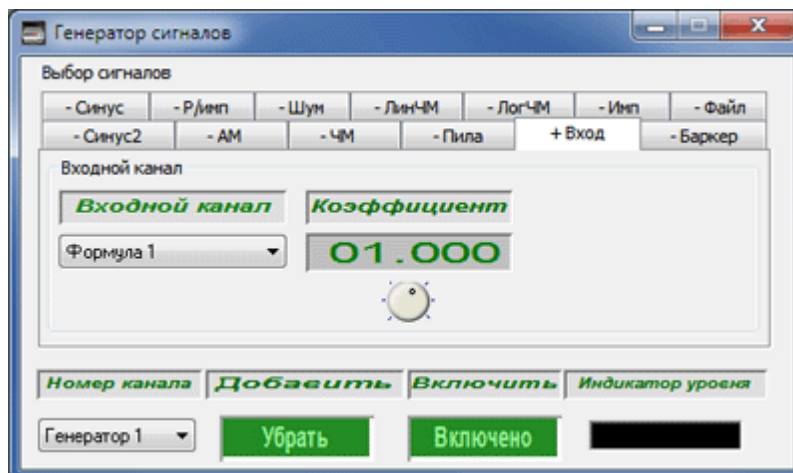 Генератор сигналов
Выбор сигналов
- Синус - Р/имп - Шум - ЛинЧМ - ЛогЧМ - Имп - Файл
- Синус2 - АМ - ЧМ - Пила + Вход - Баркер
Входной канал
Входной канал Коэффициент
Формула 1 01.000
Номер канала Добавить Включить Индикатор уровня
Генератор 1 Убрать Включено